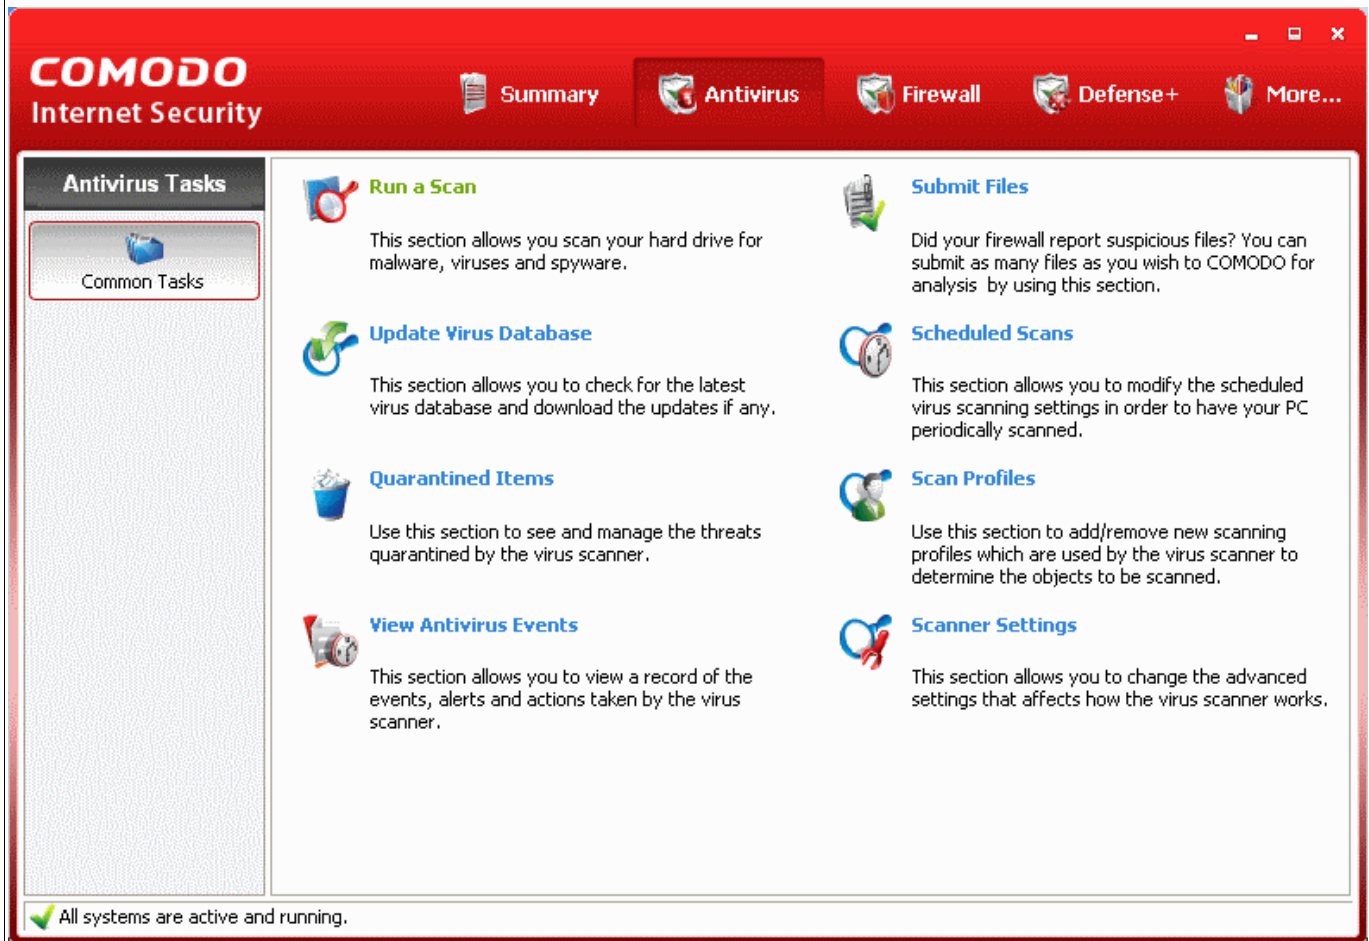 COMODO
Internet Security
Summary
Antivirus
Firewall
Defense+
More...
Antivirus Tasks
Common Tasks
Run a Scan
This section allows you scan your hard drive for
malware, viruses and spyware.
Submit Files
Did your firewall report suspicious files? You can
submit as many files as you wish to COMODO for
analysis  by using this section.
Update Virus Database
This section allows you to check for the latest
virus database and download the updates if any.
Scheduled Scans
This section allows you to modify the scheduled
virus scanning settings in order to have your PC
periodically scanned.
Quarantined Items
Use this section to see and manage the threats
quarantined by the virus scanner.
Scan Profiles
Use this section to add/remove new scanning
profiles which are used by the virus scanner to
determine the objects to be scanned.
View Antivirus Events
This section allows you to view a record of the
events, alerts and actions taken by the virus
scanner.
Scanner Settings
This section allows you to change the advanced
settings that affects how the virus scanner works.
All systems are active and running.